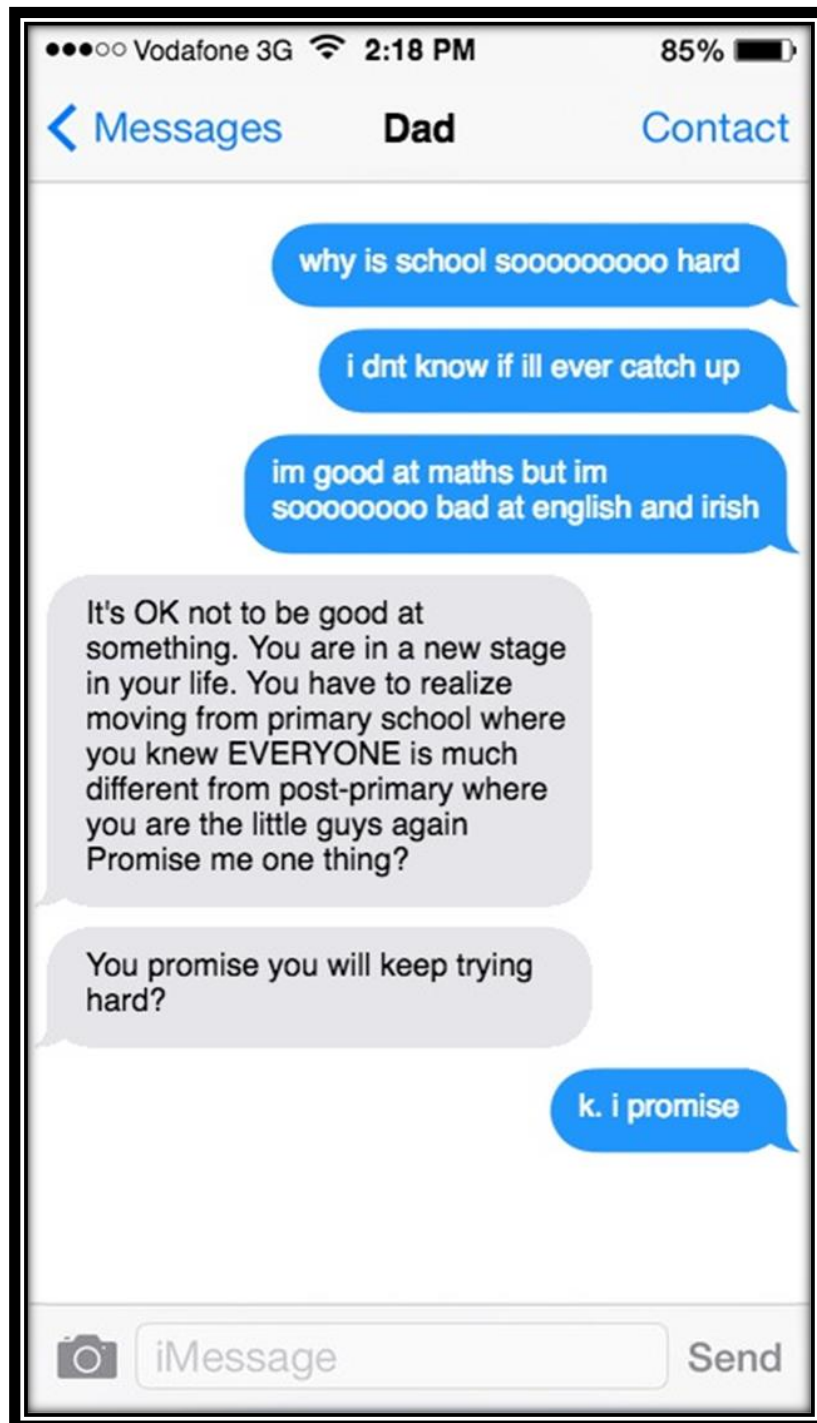 ●●●○○ Vodafone 3G 2:18 PM 85%
Messages Dad Contact
why is school soooooooooo hard
i dnt know if ill ever catch up
im good at maths but im
sooooooooo bad at english and irish
It's OK not to be good at
something. You are in a new stage
in your life. You have to realize
moving from primary school where
you knew EVERYONE is much
different from post-primary where
you are the little guys again
Promise me one thing?
You promise you will keep trying
hard?
k. i promise
iMessage Send